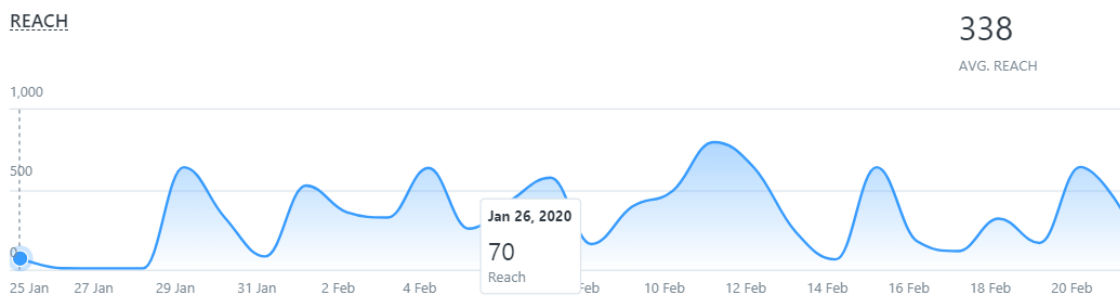 REACH
338
AVG. REACH
1,000
500
0
Jan 26, 2020
70
Reach
25 Jan 27 Jan 29 Jan 31 Jan 2 Feb 4 Feb Feb 10 Feb 12 Feb 14 Feb 16 Feb 18 Feb 20 Feb